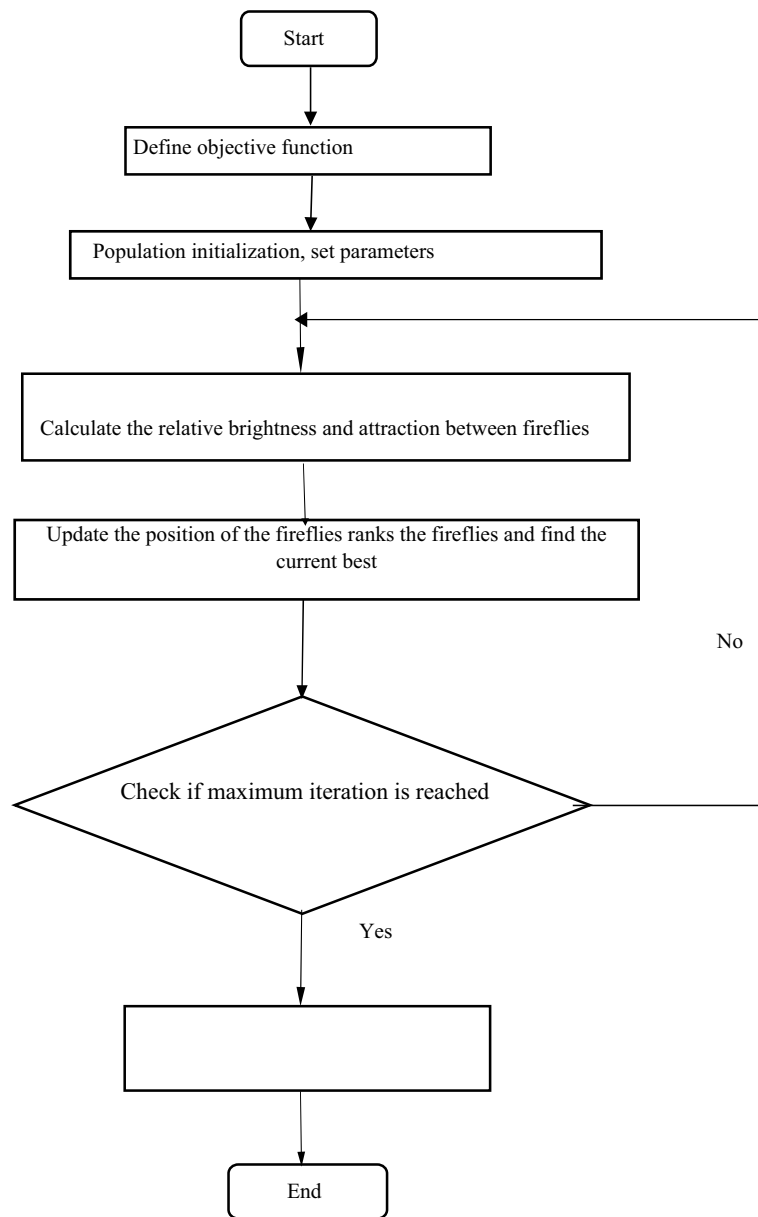 Start
Define objective function
Population initialization, set parameters
Calculate the relative brightness and attraction between fireflies
Update the position of the fireflies ranks the fireflies and find the
current best
No
Check if maximum iteration is reached
Yes
End